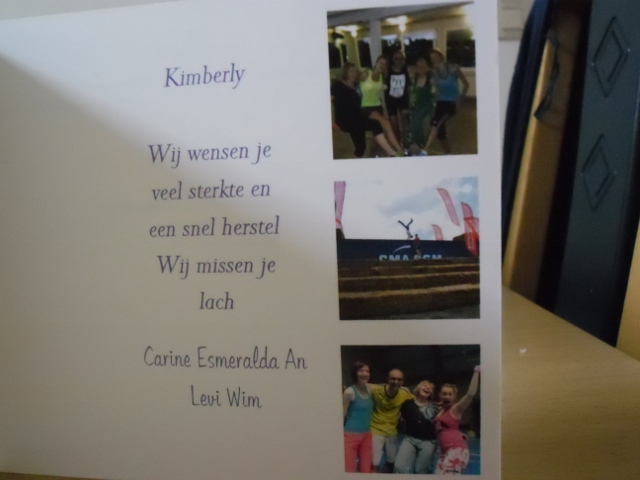 Kimberly
Wij wensen je
veel sterkte en
een snel herstel
Wij missen je
lach
Carine Esmeralda An
Levi Wim